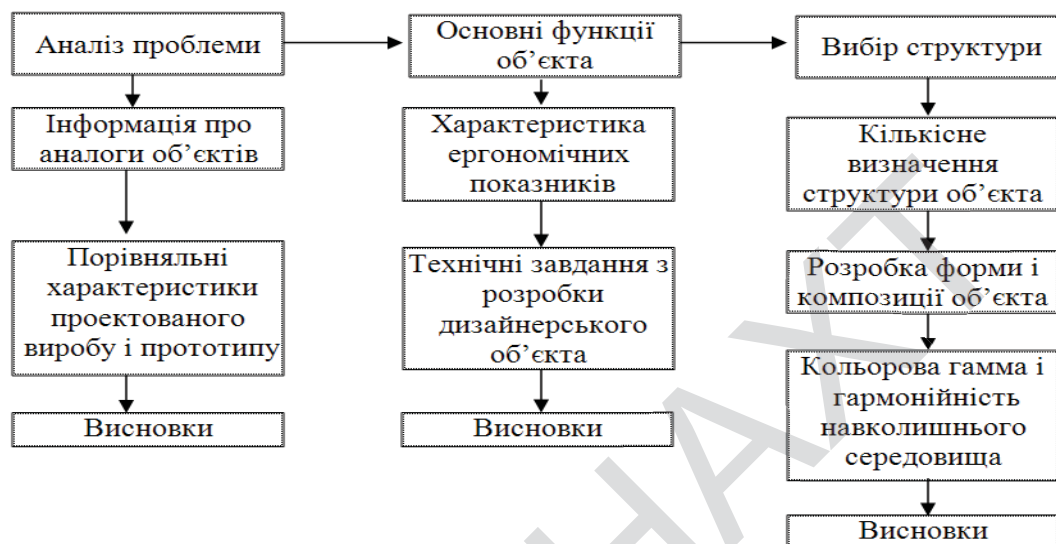 Аналіз проблеми
Інформація про
аналоги об’єктів
Порівняльні
характеристики
проектованого
виробу і прототипу
Висновки
Основні функції
об’єкта
Характеристика
ергономічних
показників
Технічні завдання з
розробки
дизайнерського
об’єкта
Висновки
Вибір структури
Кількісне
визначення
структури об’єкта
Розробка форми і
композиції об’єкта
Кольорова гамма і
гармонійність
навколишнього
середовища
Висновки
НАХТ